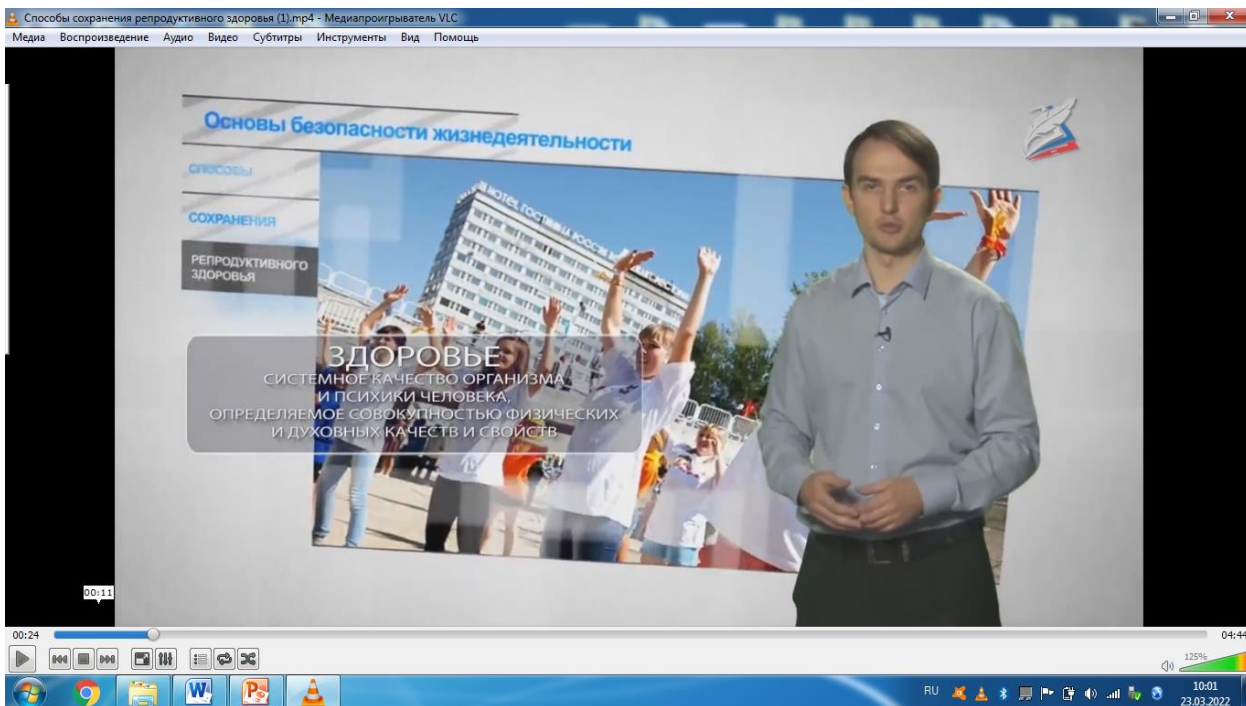 Способы сохранения репродуктивного здоровья (1).mp4 - Медиапроигрыватель VLC
Медиа Воспроизведение Аудио Видео Субтитры Инструменты Вид Помощь
Основы безопасности жизнедеятельности
СПОСОБЫ
СОХРАНЕНИЯ
РЕПРОДУКТИВНОГО
ЗДОРОВЬЯ
HOTEL ГОСТИНИЦА РОССИЯ
ЗДОРОВЬЕ
СИСТЕМНОЕ КАЧЕСТВО ОРГАНИЗМА
И ПСИХИКИ ЧЕЛОВЕКА,
ОПРЕДЕЛЯЕМОЕ СОВОКУПНОСТЬЮ ФИЗИЧЕСКИХ
И ДУХОВНЫХ КАЧЕСТВ И СВОЙСТВ
00:11
00:24 04:44
125%
RU 10:01
23.03.2022